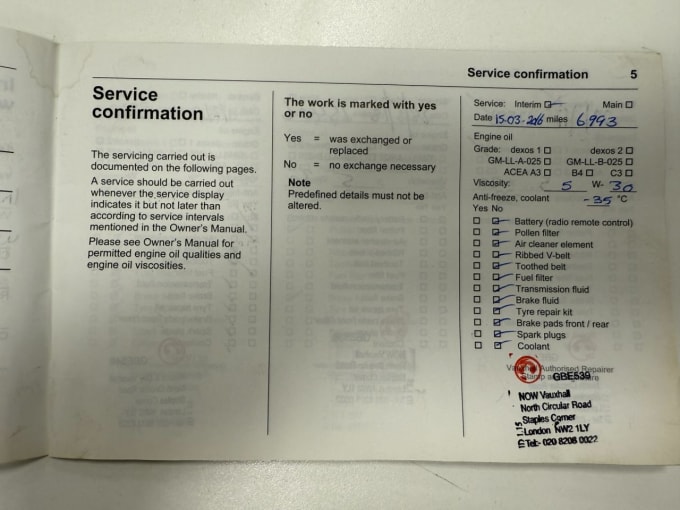 Service confirmation 5
Service
confirmation
The servicing carried out is
documented on the following pages.
A service should be carried out
whenever the service display
indicates it but not later than
according to service intervals
mentioned in the Owner's Manual.
Please see Owner's Manual for
permitted engine oil qualities and
engine oil viscosities.
The work is marked with yes
or no
Yes = was exchanged or
replaced
No = no exchange necessary
Note
Predefined details must not be
altered.
Service: Interim Main
Date 15-03-2016 miles 6,993
Engine oil
Grade: dexos 1 dexos 2
GM-LL-A-025 GM-LL-B-025
ACEA A3 B4 C3
Viscosity: 5 W- 30
Anti-freeze, coolant -35 °C
Yes No
Battery (radio remote control)
Pollen filter
Air cleaner element
Ribbed V-belt
Toothed belt
Fuel filter
Transmission fluid
Brake fluid
Tyre repair kit
Brake pads front / rear
Spark plugs
Coolant
Authorised Repairer
GBE539
NOW Vauxhall
North Circular Road
Staples Corner
London NW2 1LY
Tel:- 020 8208 0022